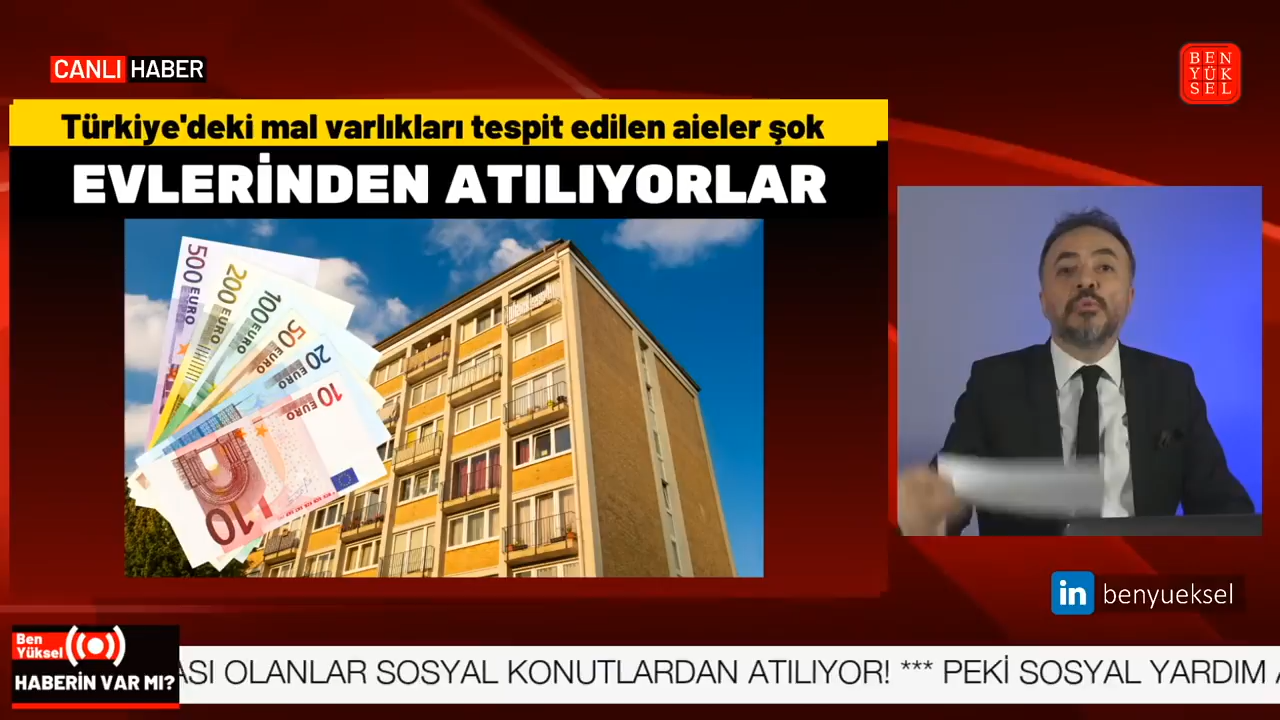 CANLI HABER
BEN
YÜK
SEL
Türkiye'deki mal varlıkları tespit edilen aieler şok
EVLERİNDEN ATILIYORLAR
500 EURO
200 EURO
100 EURO
50 EURO
20 EURO
10 EURO
10
benyueksel
Ben
Yüksel
HABERİN VAR MI?
ASI OLANLAR SOSYAL KONUTLARDAN ATILIYOR! *** PEKİ SOSYAL YARDIM A